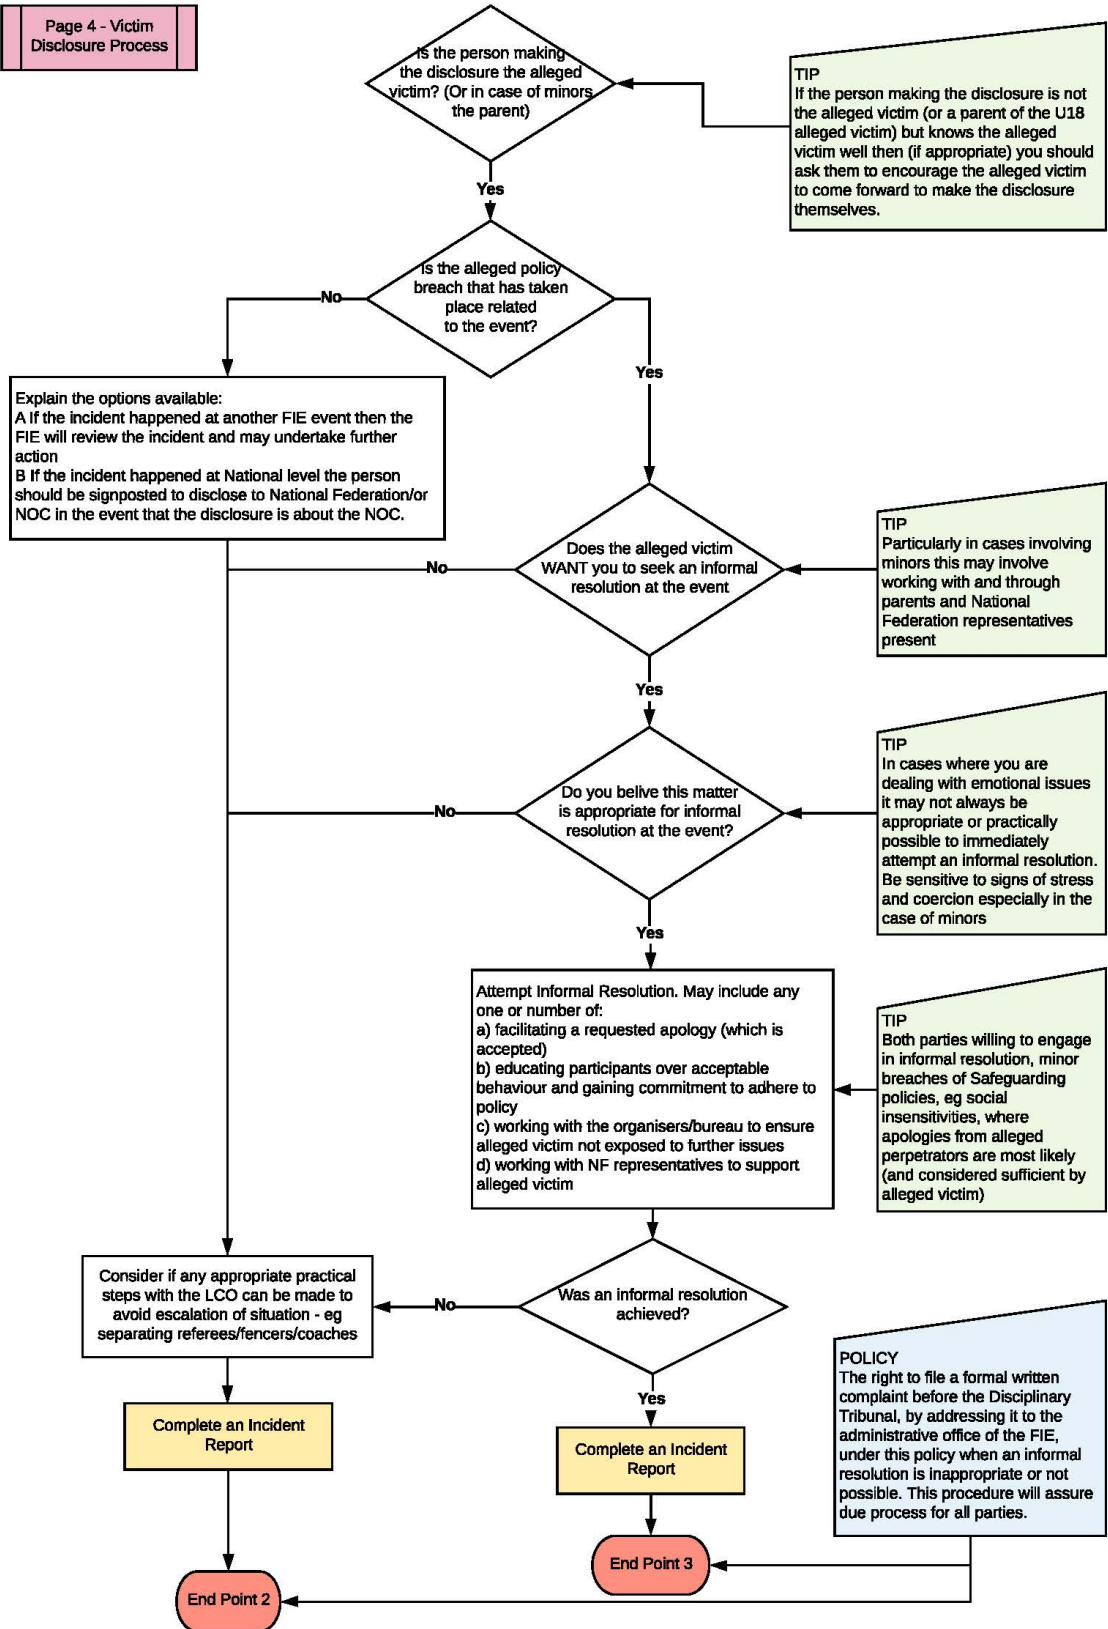 Page 4 - Victim
Disclosure Process
Is the person making
the disclosure the alleged
victim? (Or in case of minors
the parent)
TIP
If the person making the disclosure is not
the alleged victim (or a parent of the U18
alleged victim) but knows the alleged
victim well then (if appropriate) you should
ask them to encourage the alleged victim
to come forward to make the disclosure
themselves.
Yes
Is the alleged policy
breach that has taken
place related
to the event?
No
Yes
Explain the options available:
A If the incident happened at another FIE event then the
FIE will review the incident and may undertake further
action
B If the incident happened at National level the person
should be signposted to disclose to National Federation/or
NOC in the event that the disclosure is about the NOC.
Does the alleged victim
WANT you to seek an informal
resolution at the event
No
TIP
Particularly in cases involving
minors this may involve
working with and through
parents and National
Federation representatives
present
Yes
Do you belive this matter
is appropriate for informal
resolution at the event?
No
TIP
In cases where you are
dealing with emotional issues
it may not always be
appropriate or practically
possible to immediately
attempt an informal resolution.
Be sensitive to signs of stress
and coercion especially in the
case of minors
Yes
Attempt Informal Resolution. May include any
one or number of:
a) facilitating a requested apology (which is
accepted)
b) educating participants over acceptable
behaviour and gaining commitment to adhere to
policy
c) working with the organisers/bureau to ensure
alleged victim not exposed to further issues
d) working with NF representatives to support
alleged victim
TIP
Both parties willing to engage
in informal resolution, minor
breaches of Safeguarding
policies, eg social
insensitivities, where
apologies from alleged
perpetrators are most likely
(and considered sufficient by
alleged victim)
Consider if any appropriate practical
steps with the LCO can be made to
avoid escalation of situation - eg
separating referees/fencers/coaches
No
Was an informal resolution
achieved?
Yes
POLICY
The right to file a formal written
complaint before the Disciplinary
Tribunal, by addressing it to the
administrative office of the FIE,
under this policy when an informal
resolution is inappropriate or not
possible. This procedure will assure
due process for all parties.
Complete an Incident
Report
Complete an Incident
Report
End Point 3
End Point 2